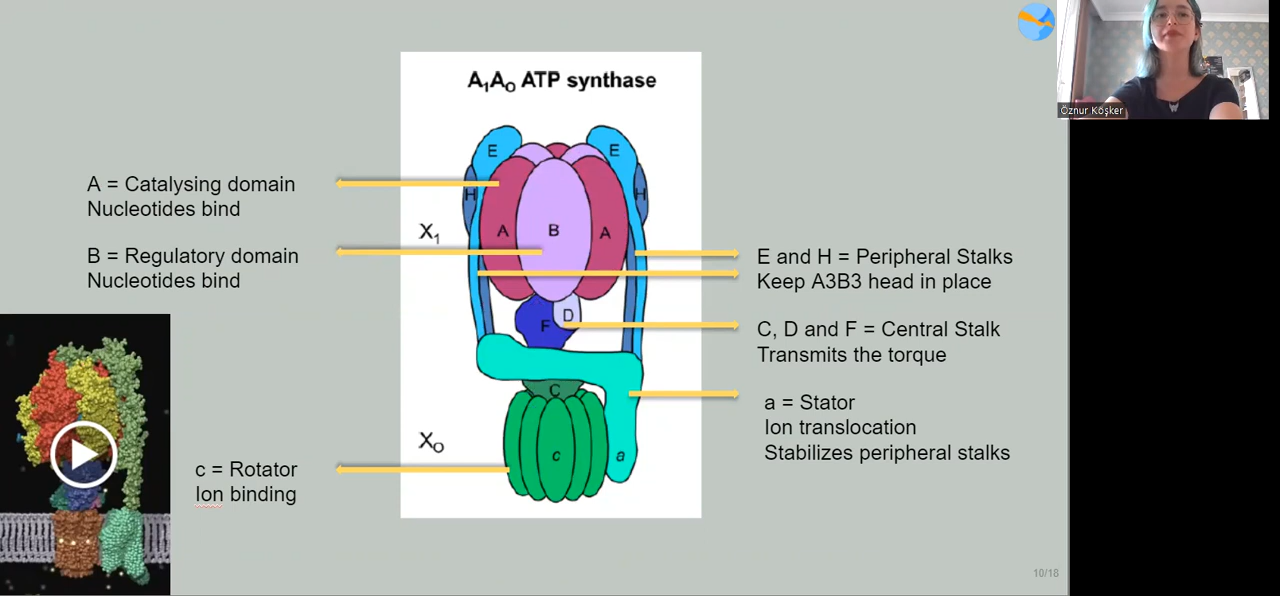 A₁A₀ ATP synthase
E
E
H
H
A
B
A
X₁
D
F
C
X₀
c
a
A = Catalysing domain
Nucleotides bind
B = Regulatory domain
Nucleotides bind
c = Rotator
Ion binding
E and H = Peripheral Stalks
Keep A3B3 head in place
C, D and F = Central Stalk
Transmits the torque
a = Stator
Ion translocation
Stabilizes peripheral stalks
10/18
Öznur Köşker